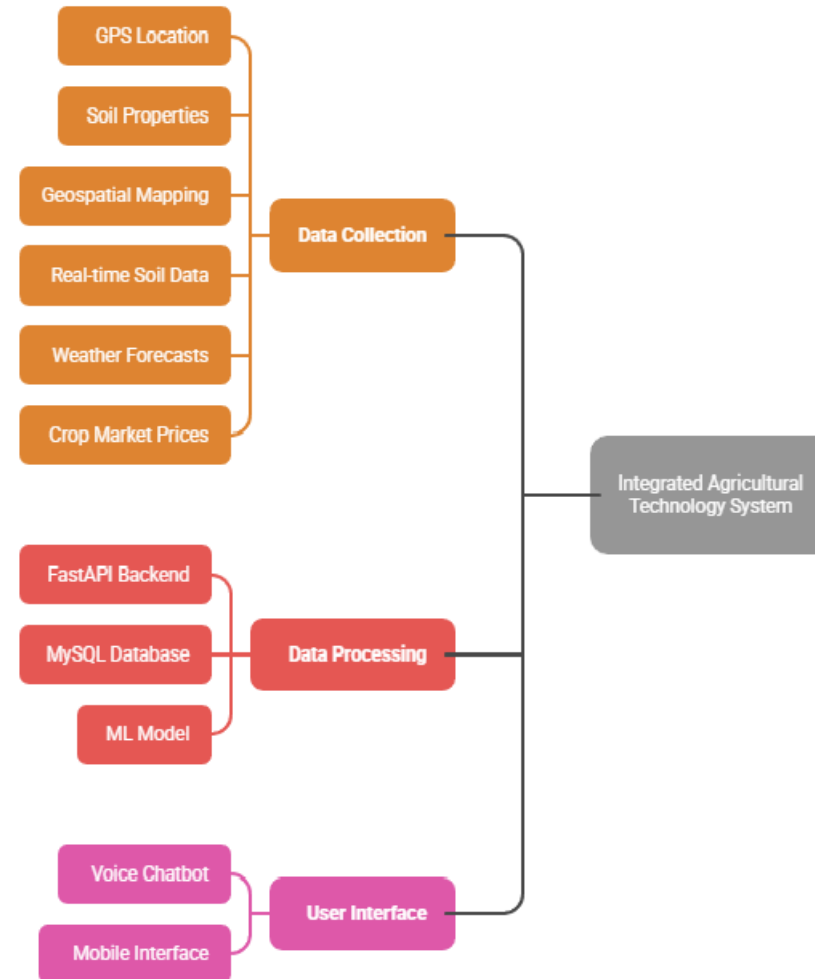 GPS Location
Soil Properties
Geospatial Mapping
Real-time Soil Data
Weather Forecasts
Crop Market Prices
Data Collection
FastAPI Backend
MySQL Database
ML Model
Data Processing
Voice Chatbot
Mobile Interface
User Interface
Integrated Agricultural
Technology System